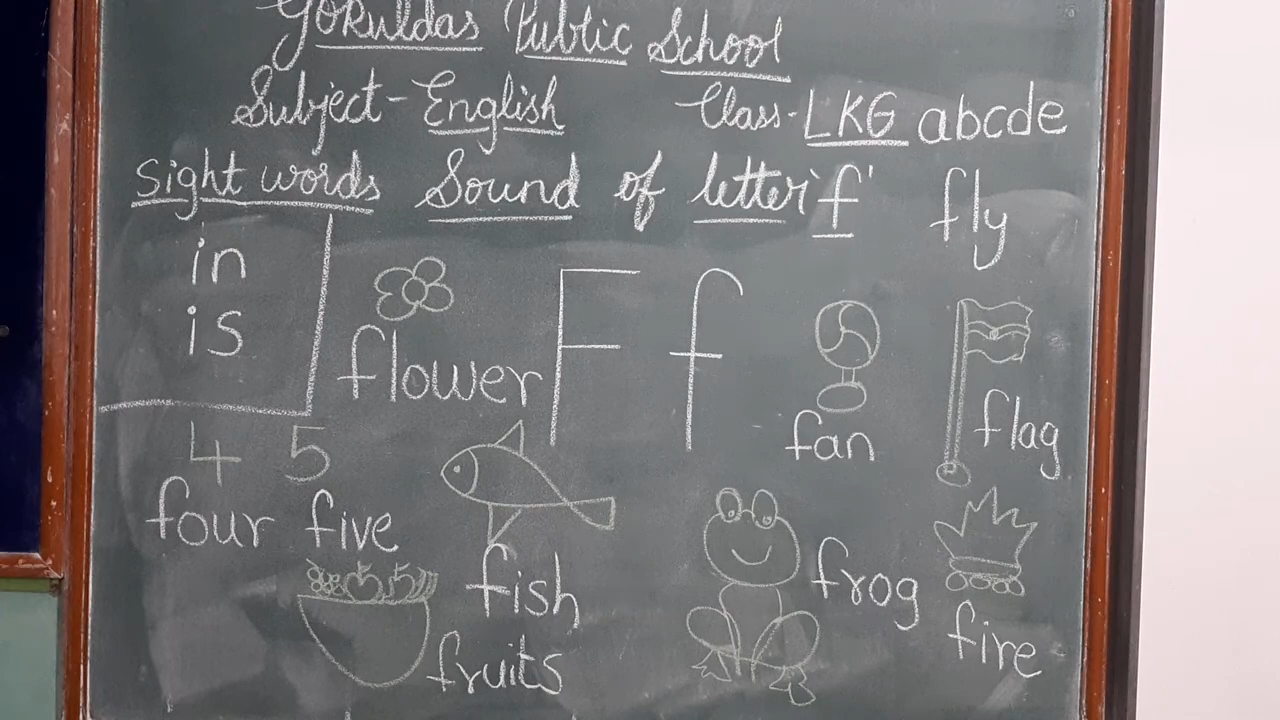 Gokuldas Public School
Subject- English Class- LKG abcde
Sight words Sound of letter 'f' fly
in
is
flower F f
fan
flag
4 5
four five
fish
frog
fruits
fire